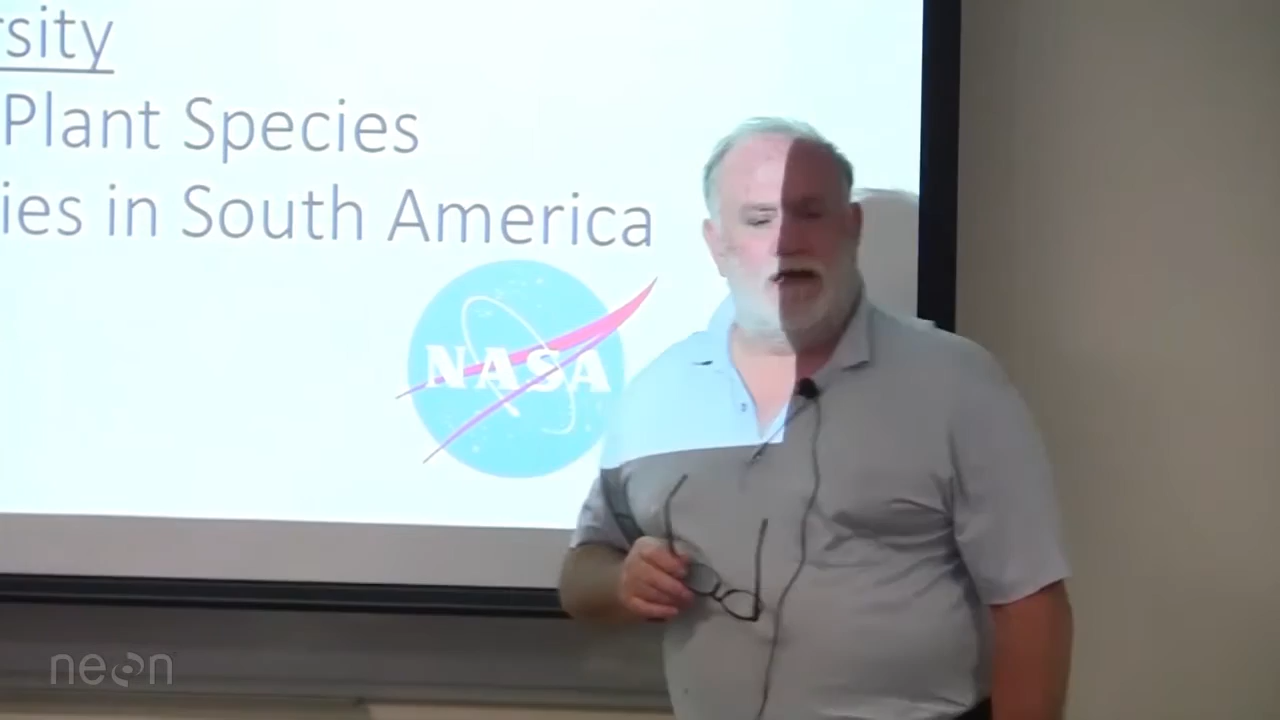 rsity
Plant Species
ies in South America
NASA
neon